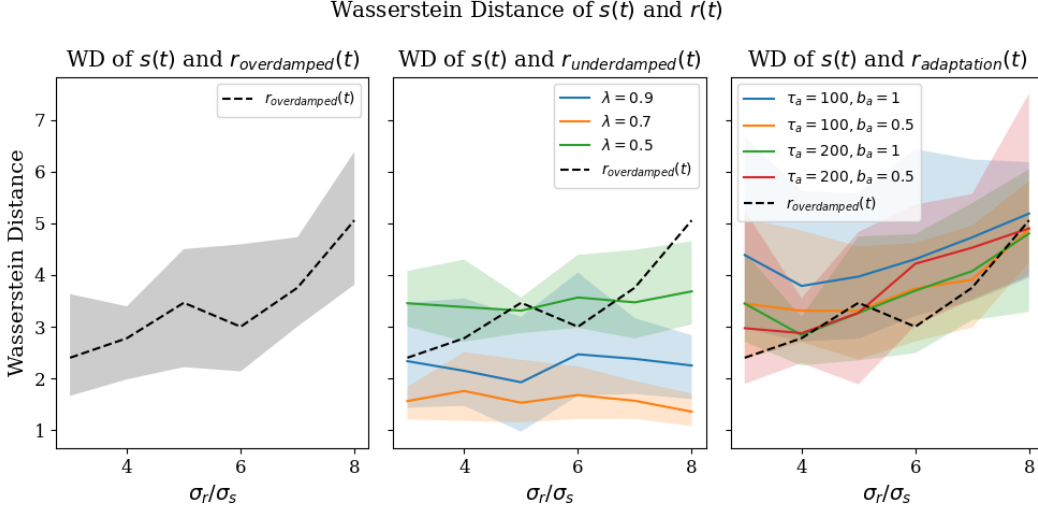 Wasserstein Distance of s(t) and r(t)
WD of s(t) and r_overdamped(t)
WD of s(t) and r_underdamped(t)
WD of s(t) and r_adaptation(t)
Wasserstein Distance
7
6
5
4
3
2
1
r_overdamped(t)
4
6
8
σ_r/σ_s
λ = 0.9
λ = 0.7
λ = 0.5
r_overdamped(t)
4
6
8
σ_r/σ_s
τ_a = 100, b_a = 1
τ_a = 100, b_a = 0.5
τ_a = 200, b_a = 1
τ_a = 200, b_a = 0.5
r_overdamped(t)
4
6
8
σ_r/σ_s